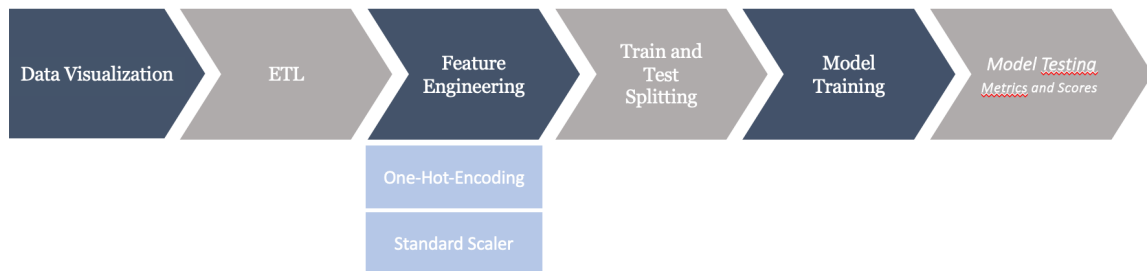 Data Visualization
ETL
Feature
Engineering
Train and
Test
Splitting
Model
Training
Model Testing
Metrics and Scores
One-Hot-Encoding
Standard Scaler